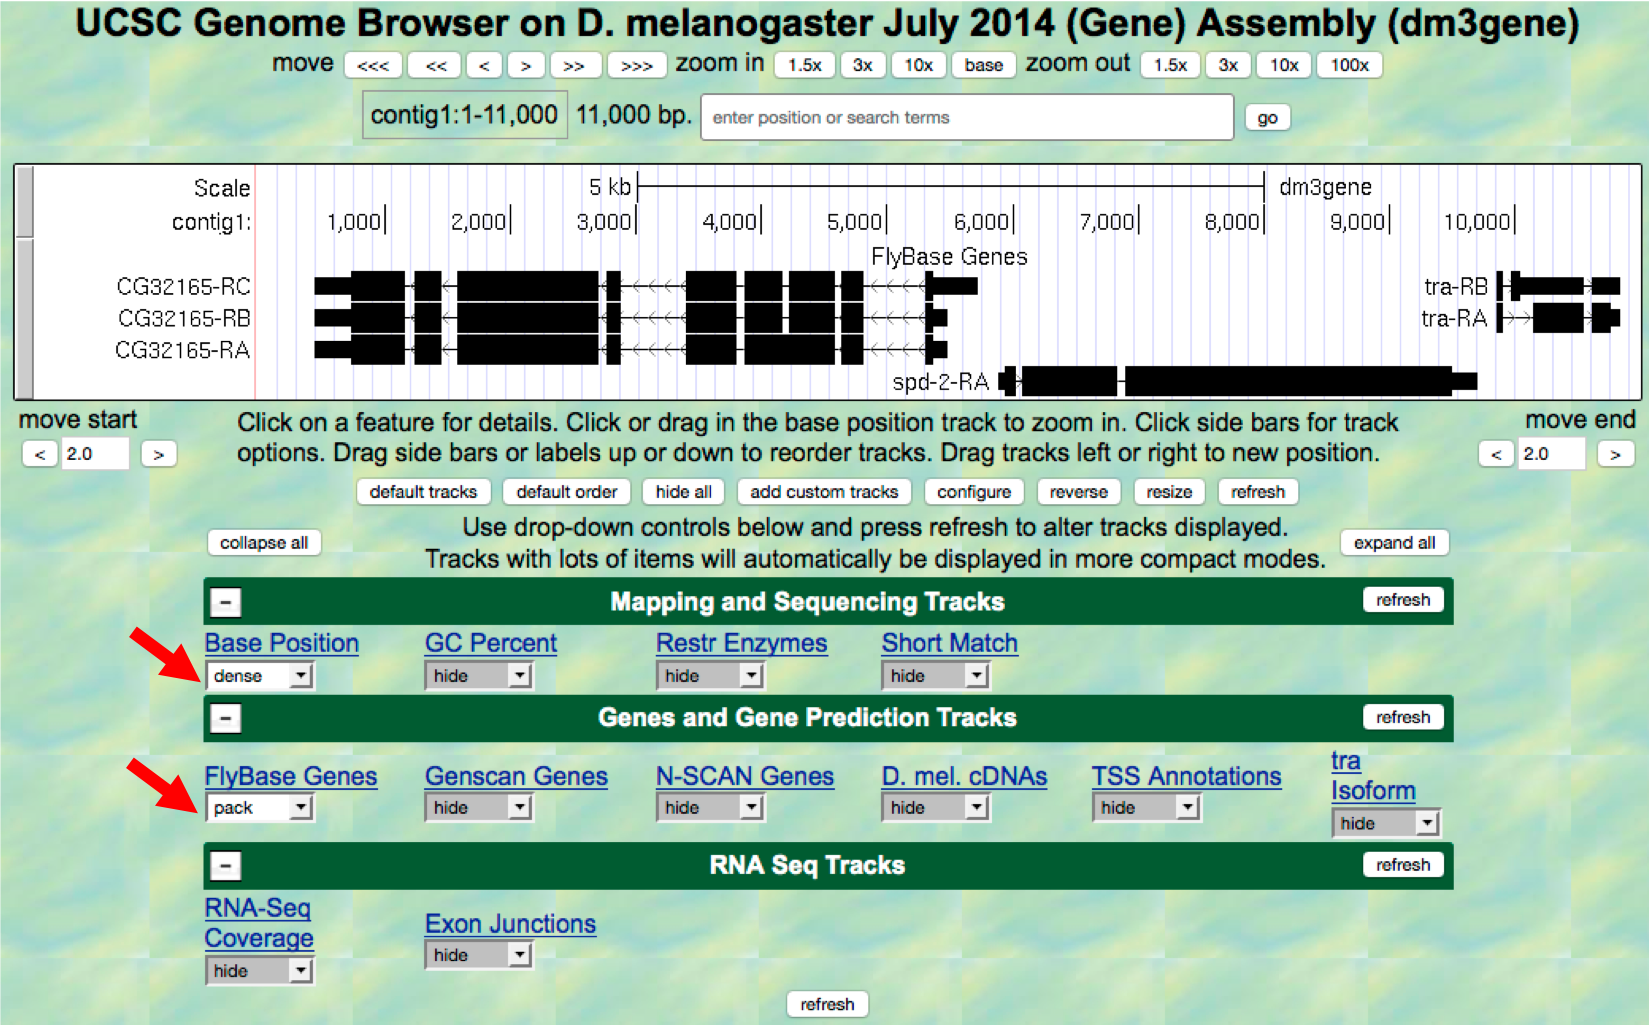 UCSC Genome Browser on D. melanogaster July 2014 (Gene) Assembly (dm3gene)
move <<< << < > >> >>> zoom in 1.5x 3x 10x base zoom out 1.5x 3x 10x 100x
contig1:1-11,000 11,000 bp. enter position or search terms go
Scale 5 kb dm3gene
contig1: 1,000 2,000 3,000 4,000 5,000 6,000 7,000 8,000 9,000 10,000
FlyBase Genes
CG32165-RC tra-RB
CG32165-RB tra-RA
CG32165-RA
spd-2-RA
move start Click on a feature for details. Click or drag in the base position track to zoom in. Click side bars for track move end
< 2.0 > options. Drag side bars or labels up or down to reorder tracks. Drag tracks left or right to new position. < 2.0 >
default tracks default order hide all add custom tracks configure reverse resize refresh
collapse all Use drop-down controls below and press refresh to alter tracks displayed. expand all
Tracks with lots of items will automatically be displayed in more compact modes.
- Mapping and Sequencing Tracks refresh
Base Position GC Percent Restr Enzymes Short Match
dense hide hide hide
- Genes and Gene Prediction Tracks refresh
FlyBase Genes Genscan Genes N-SCAN Genes D. mel. cDNAs TSS Annotations tra
Isoform
pack hide hide hide hide hide
- RNA Seq Tracks refresh
RNA-Seq
Coverage Exon Junctions
hide hide
refresh